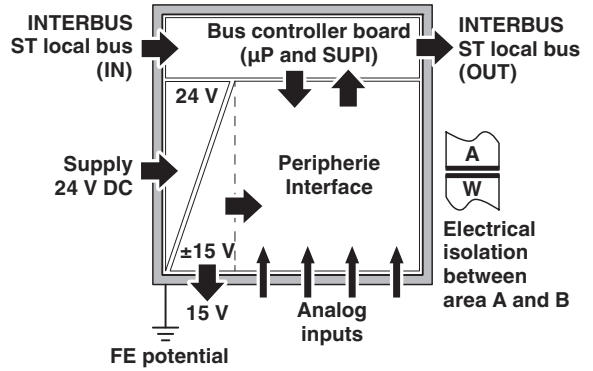 INTERBUS
ST local bus
(IN)
Bus controller board
(µP and SUPI)
INTERBUS
ST local bus
(OUT)
24 V
Supply
24 V DC
Peripherie
Interface
A
W
Electrical
isolation
between
area A and B
±15 V
15 V
Analog
inputs
FE potential